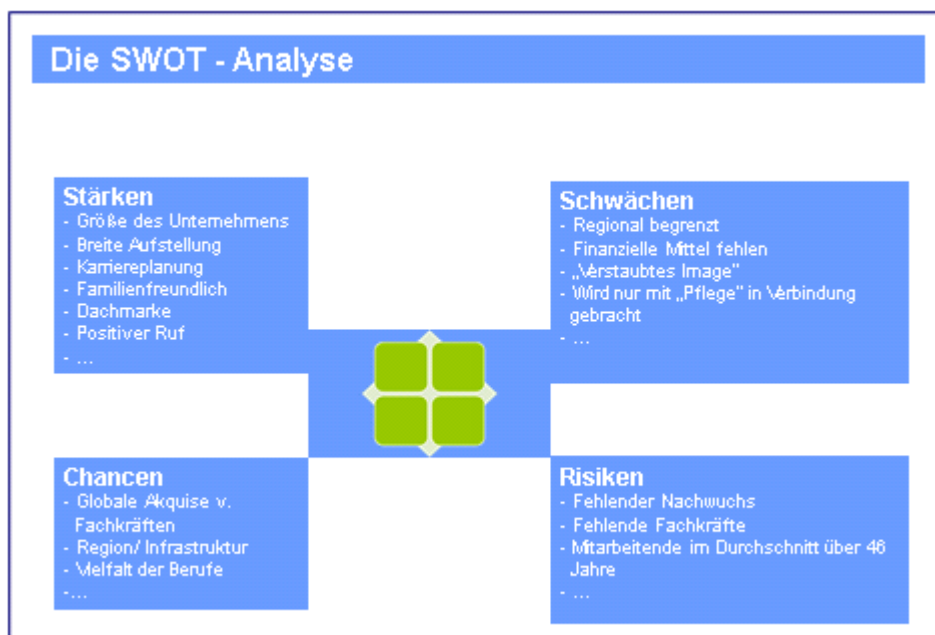 Die SWOT - Analyse
Stärken
- Größe des Unternehmens
- Breite Aufstellung
- Karriereplanung
- Familienfreundlich
- Dachmarke
- Positiver Ruf
- ...
Schwächen
- Regional begrenzt
- Finanzielle Mittel fehlen
- „Verstaubtes Image"
- Wird nur mit „Pflege" in Verbindung
gebracht
- ...
Chancen
- Globale Akquise v.
Fachkräften
- Region/ Infrastruktur
- Vielfalt der Berufe
-...
Risiken
- Fehlender Nachwuchs
- Fehlende Fachkräfte
- Mitarbeitende im Durchschnitt über 46
Jahre
- ...